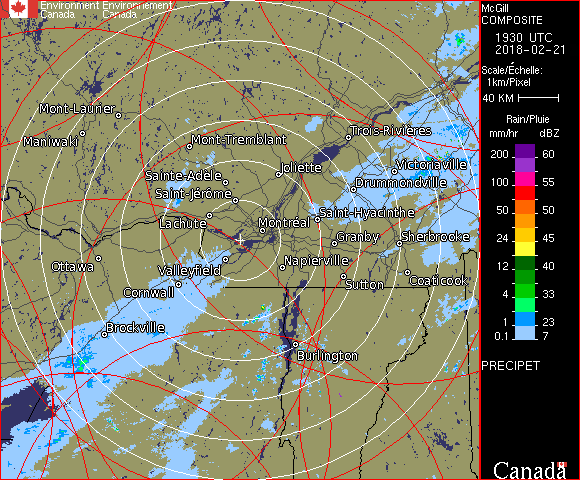 Environment Environnement
Canada Canada
McGill
COMPOSITE
1930 UTC
2018-02-21
Scale/Échelle:
1km/Pixel
40 KM
Rain/Pluie
mm/hr dBZ
200 60
100 55
50 50
24 45
12 40
4 33
1 23
0.1 7
PRECIPET
Canada
Mont-Laurier
Maniwaki
Mont-Tremblant
Trois-Rivières
Sainte-Adèle
Joliette
Victoriaville
Saint-Jérôme
Drummondville
Lachute
Montréal
Saint-Hyacinthe
Granby
Sherbrooke
Ottawa
Valleyfield
Napierville
Cornwall
Sutton
Coaticook
Brockville
Burlington